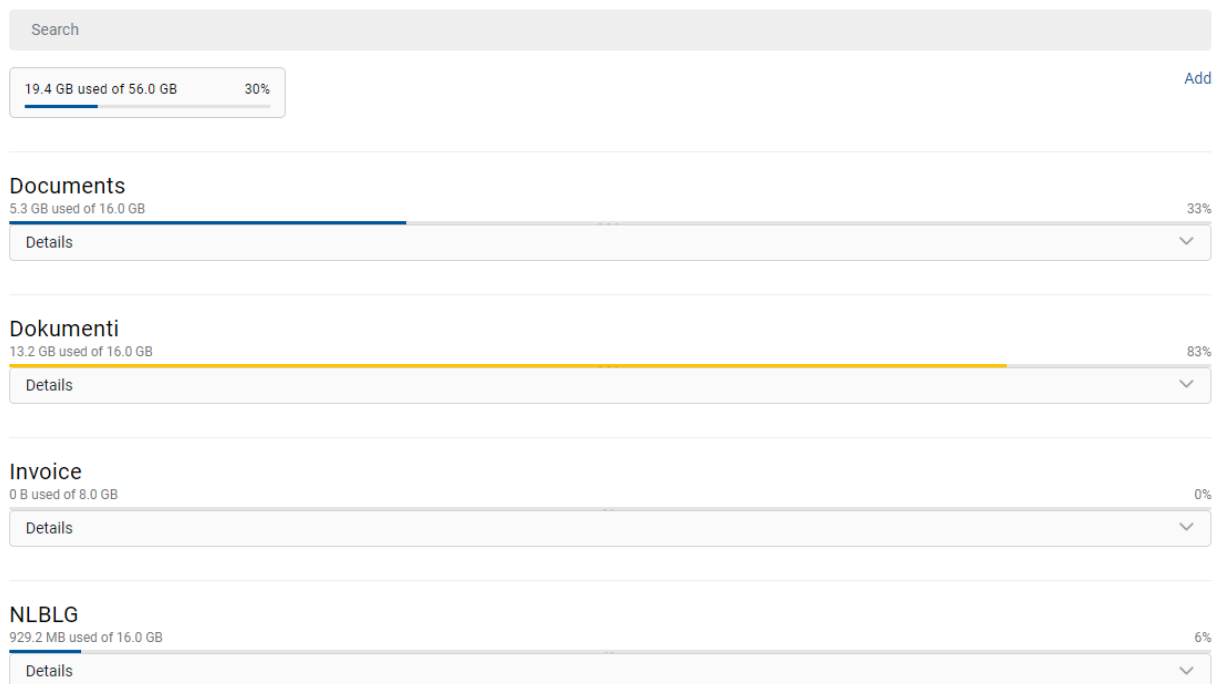 Search
19.4 GB used of 56.0 GB 30%
Add
Documents
5.3 GB used of 16.0 GB 33%
Details
Dokumenti
13.2 GB used of 16.0 GB 83%
Details
Invoice
0 B used of 8.0 GB 0%
Details
NLBLG
929.2 MB used of 16.0 GB 6%
Details